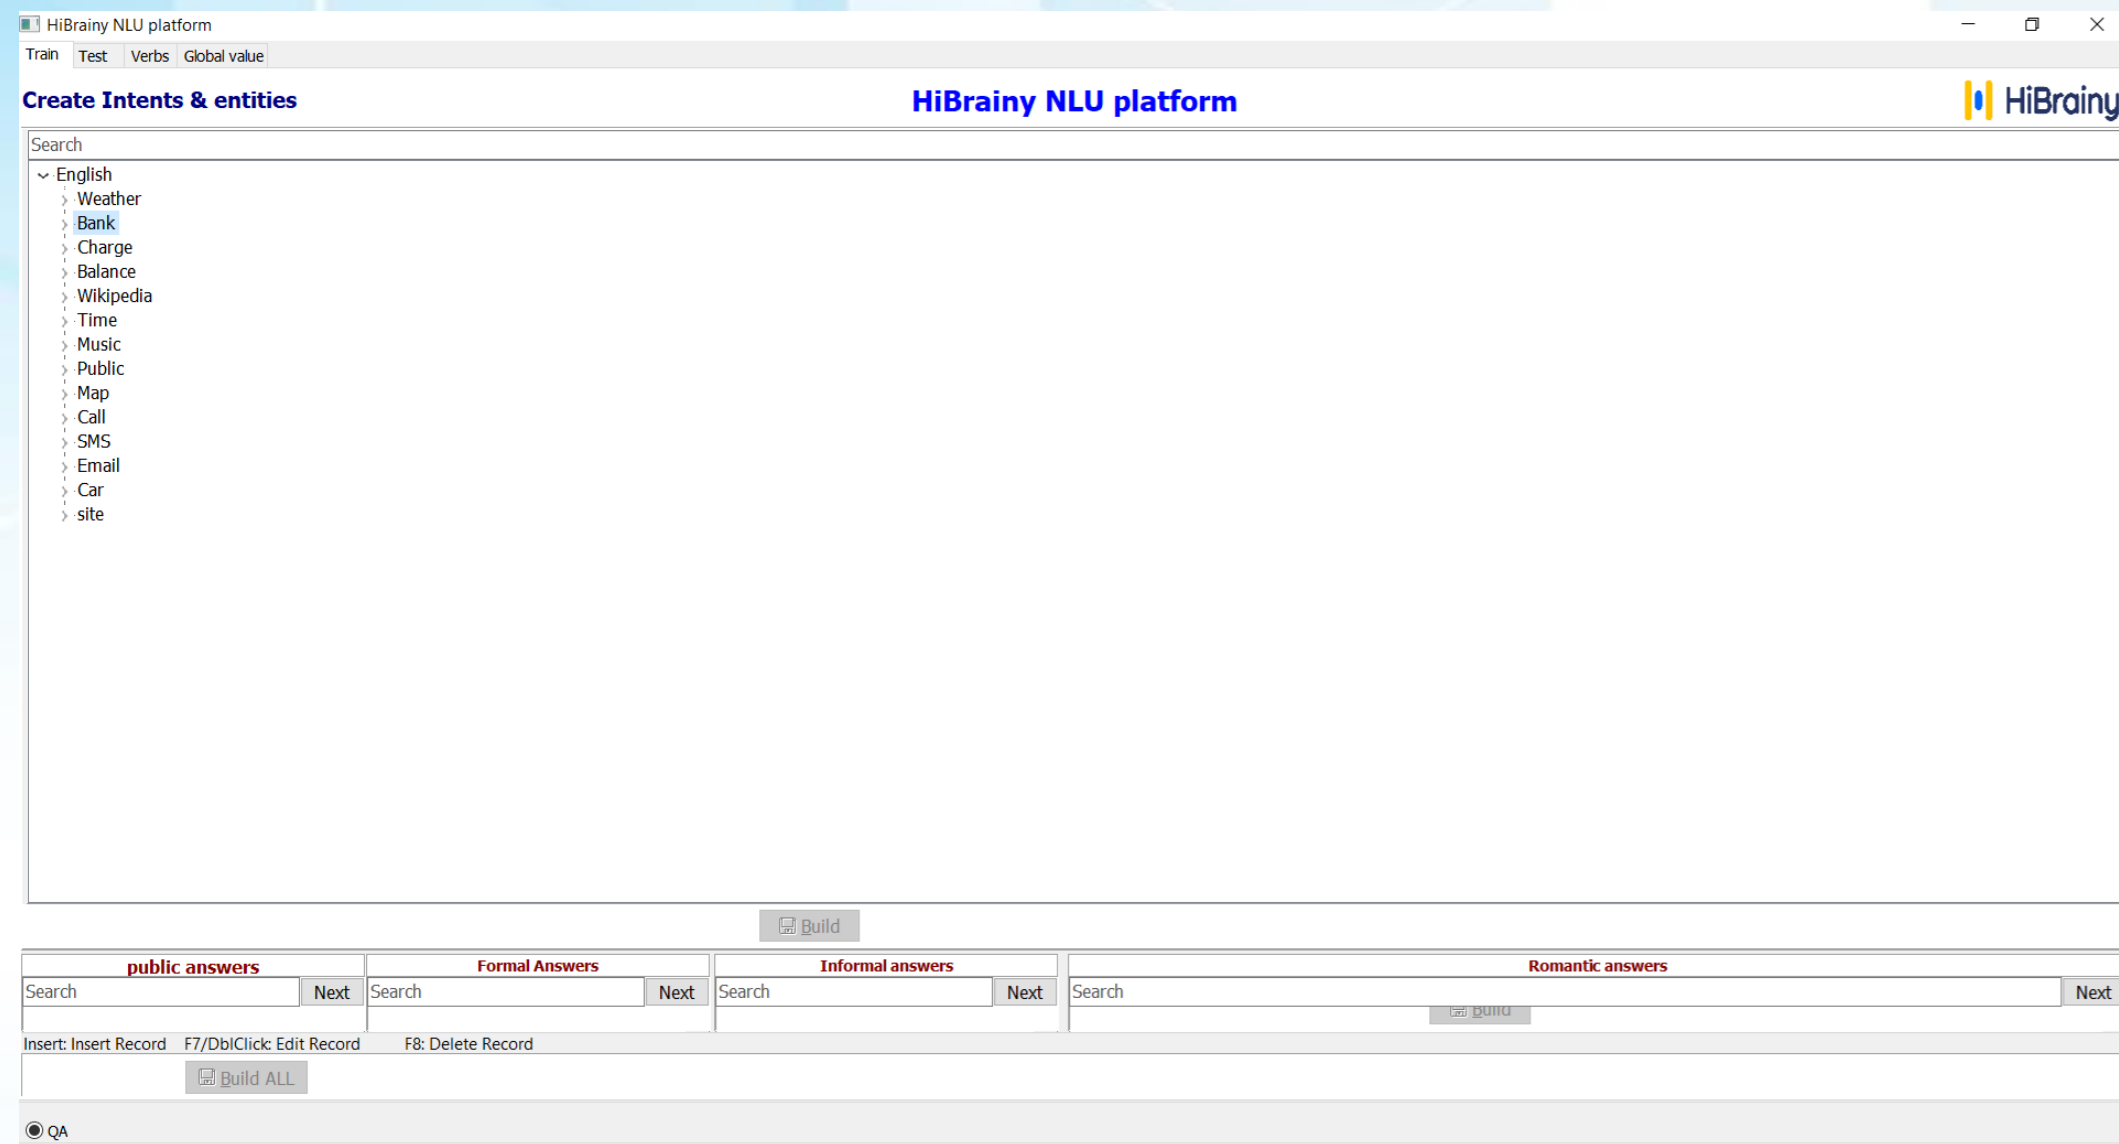 HiBrainy NLU platform
Train Test Verbs Global value
Create Intents & entities HiBrainy NLU platform HiBrainy
Search
English
Weather
Bank
Charge
Balance
Wikipedia
Time
Music
Public
Map
Call
SMS
Email
Car
site
Build
public answers Formal Answers Informal answers Romantic answers
Search Next Search Next Search Next Search Next
Build
Insert: Insert Record F7/DblClick: Edit Record F8: Delete Record
Build ALL
QA